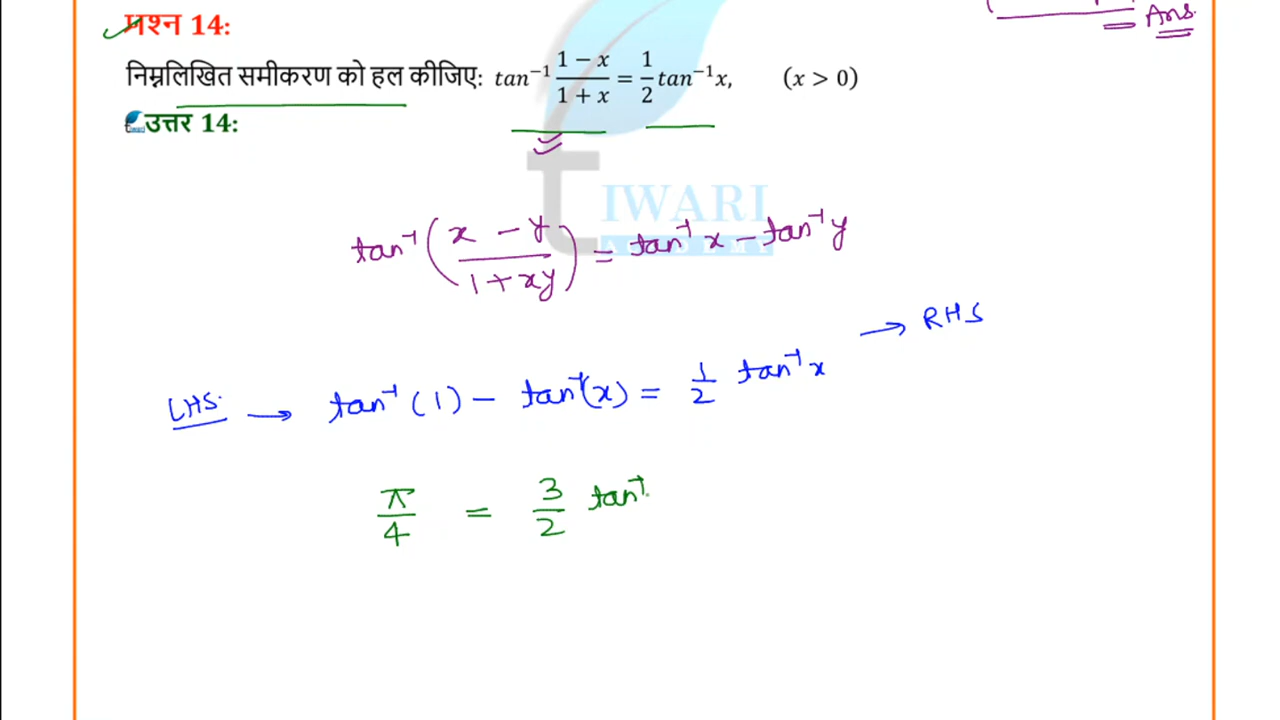 Ans
प्रश्न 14:
निम्नलिखित समीकरण को हल कीजिए: tan⁻¹ (1 − x)/(1 + x) = 1/2 tan⁻¹x, (x > 0)
उत्तर 14:
TIWARI
ACADEMY
tan⁻¹ ((x − y)/(1 + xy)) = tan⁻¹ x − tan⁻¹ y
→ RHS
LHS → tan⁻¹ (1) − tan⁻¹(x) = 1/2 tan⁻¹ x
π/4 = 3/2 tan⁻¹